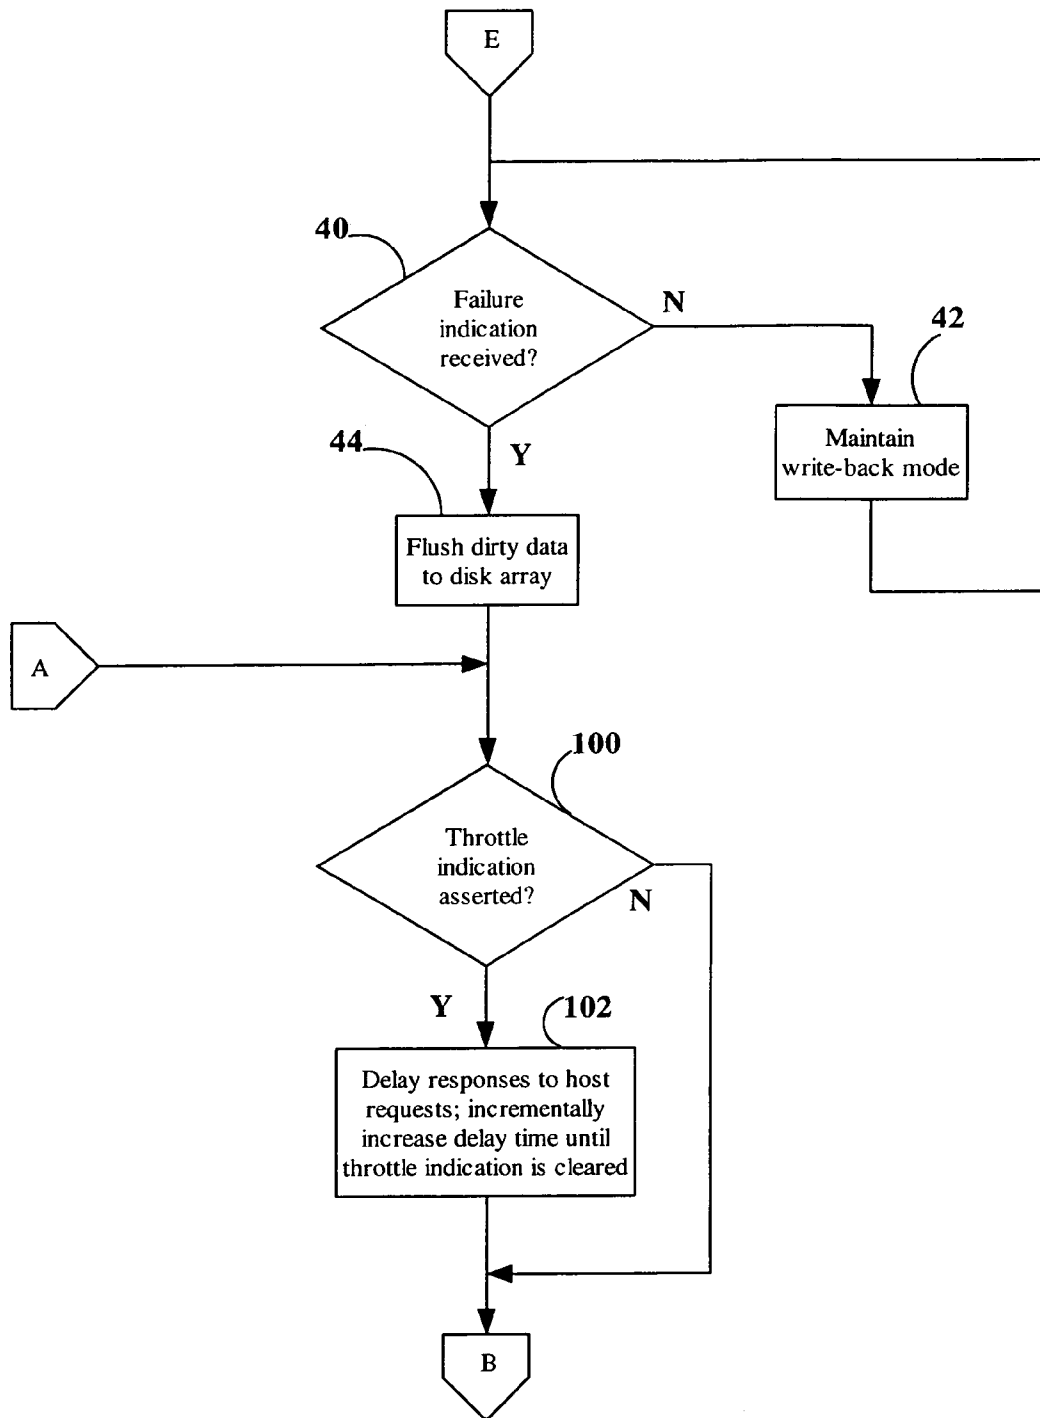 E
40
Failure
indication
received?
N
42
Maintain
write-back mode
Y
44
Flush dirty data
to disk array
A
100
Throttle
indication
asserted?
N
Y
102
Delay responses to host
requests; incrementally
increase delay time until
throttle indication is cleared
B